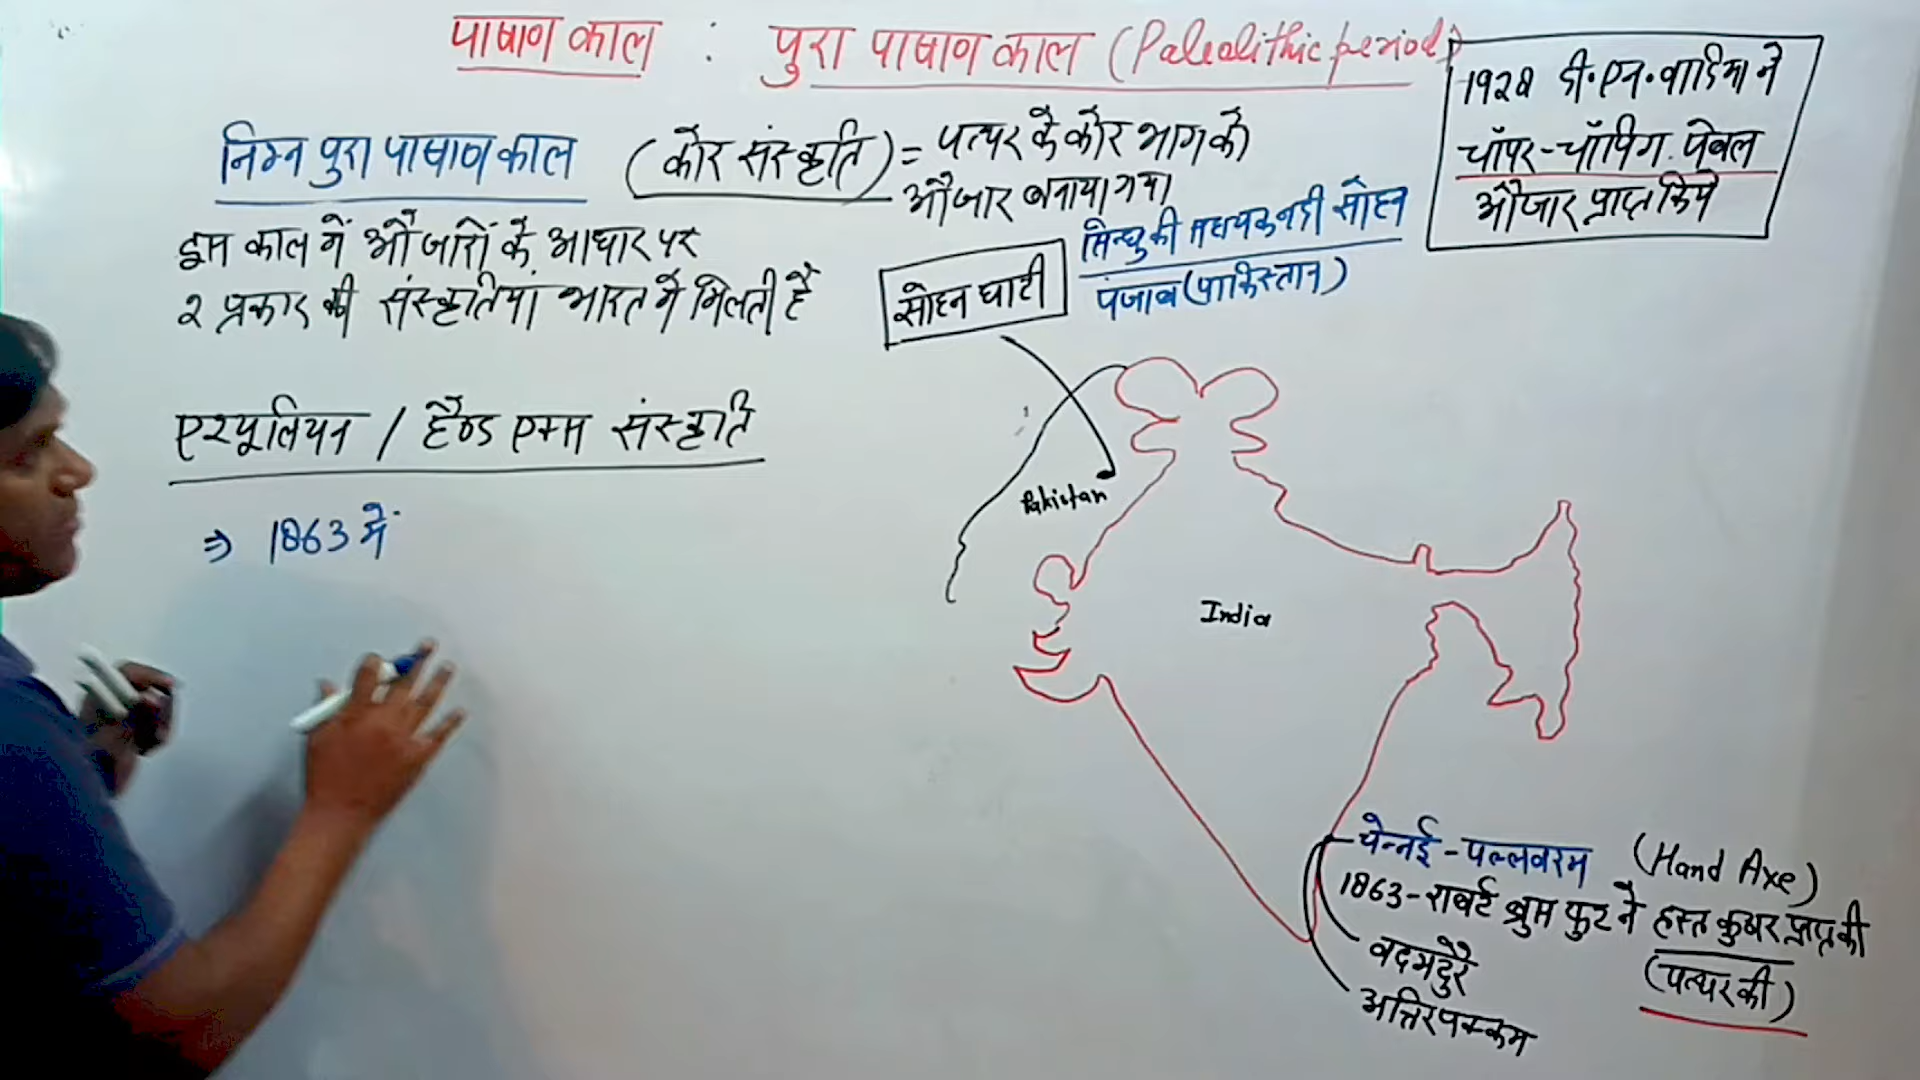 पाषाण काल : पुरा पाषाण काल (Palealithic period)
1928 डी॰एन॰वाडिया ने
चॉपर-चॉपिंग पेबल
औजार प्राप्त किये
निम्न पुरा पाषाण काल (कोर संस्कृति) = पत्थर के कोर भाग को
औजार बनाया गया
इस काल में औजारों के आधार पर
2 प्रकार की संस्कृतियां भारत में मिलती है
सोहन घाटी
सिन्धु की सहायक नदी सोहन
पंजाब (पाकिस्तान)
एश्यूलियन / हैण्ड एक्स संस्कृति
⇒ 1863 में
Pakistan
India
चेन्नई - पल्लवरम (Hand Axe)
1863 - राबर्ट ब्रुस फुट ने हस्त कुठार प्राप्त की
(पत्थर की)
वदमदुरै
अत्तिरपक्कम